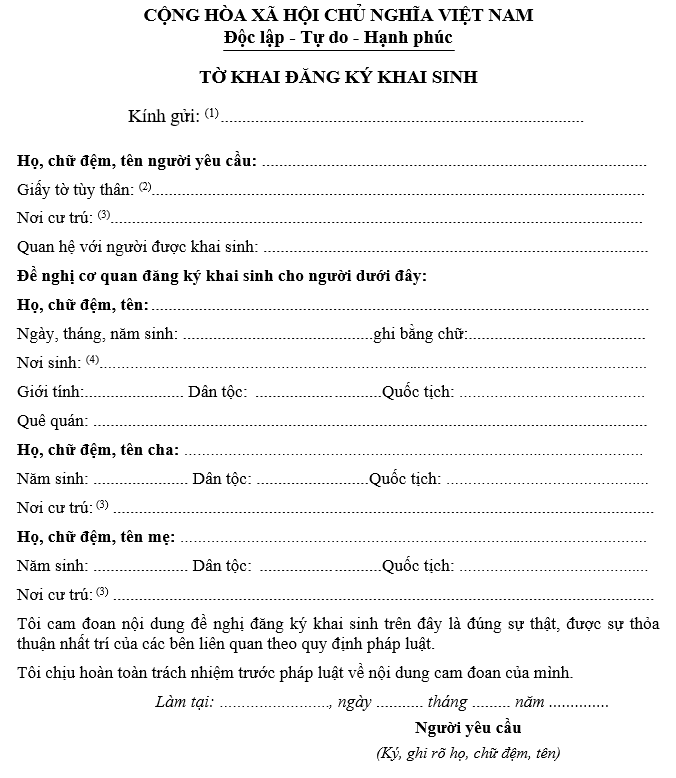 CỘNG HÒA XÃ HỘI CHỦ NGHĨA VIỆT NAM
Độc lập - Tự do - Hạnh phúc
TỜ KHAI ĐĂNG KÝ KHAI SINH
Kính gửi: (1)..........................................................................
Họ, chữ đệm, tên người yêu cầu: ...............................................................................................
Giấy tờ tùy thân: (2)..........................................................................................................................
Nơi cư trú: (3)....................................................................................................................................
Quan hệ với người được khai sinh: ...............................................................................................
Đề nghị cơ quan đăng ký khai sinh cho người dưới đây:
Họ, chữ đệm, tên:............................................................................................................................
Ngày, tháng, năm sinh: ...............................................ghi bằng chữ:............................................
Nơi sinh: (4)........................................................................................................................................
Giới tính:........................ Dân tộc: ...............................Quốc tịch: ..............................................
Quê quán: .........................................................................................................................................
Họ, chữ đệm, tên cha: ..................................................................................................................
Năm sinh: ....................... Dân tộc: ...........................Quốc tịch: ..................................................
Nơi cư trú: (3) .......................................................................................................................................
Họ, chữ đệm, tên mẹ: ....................................................................................................................
Năm sinh: ....................... Dân tộc: ..............................Quốc tịch: ...............................................
Nơi cư trú: (3) .......................................................................................................................................
Tôi cam đoan nội dung đề nghị đăng ký khai sinh trên đây là đúng sự thật, được sự thỏa
thuận nhất trí của các bên liên quan theo quy định pháp luật.
Tôi chịu hoàn toàn trách nhiệm trước pháp luật về nội dung cam đoan của mình.
Làm tại: ..........................., ngày ........... tháng ......... năm ..............
Người yêu cầu
(Ký, ghi rõ họ, chữ đệm, tên)